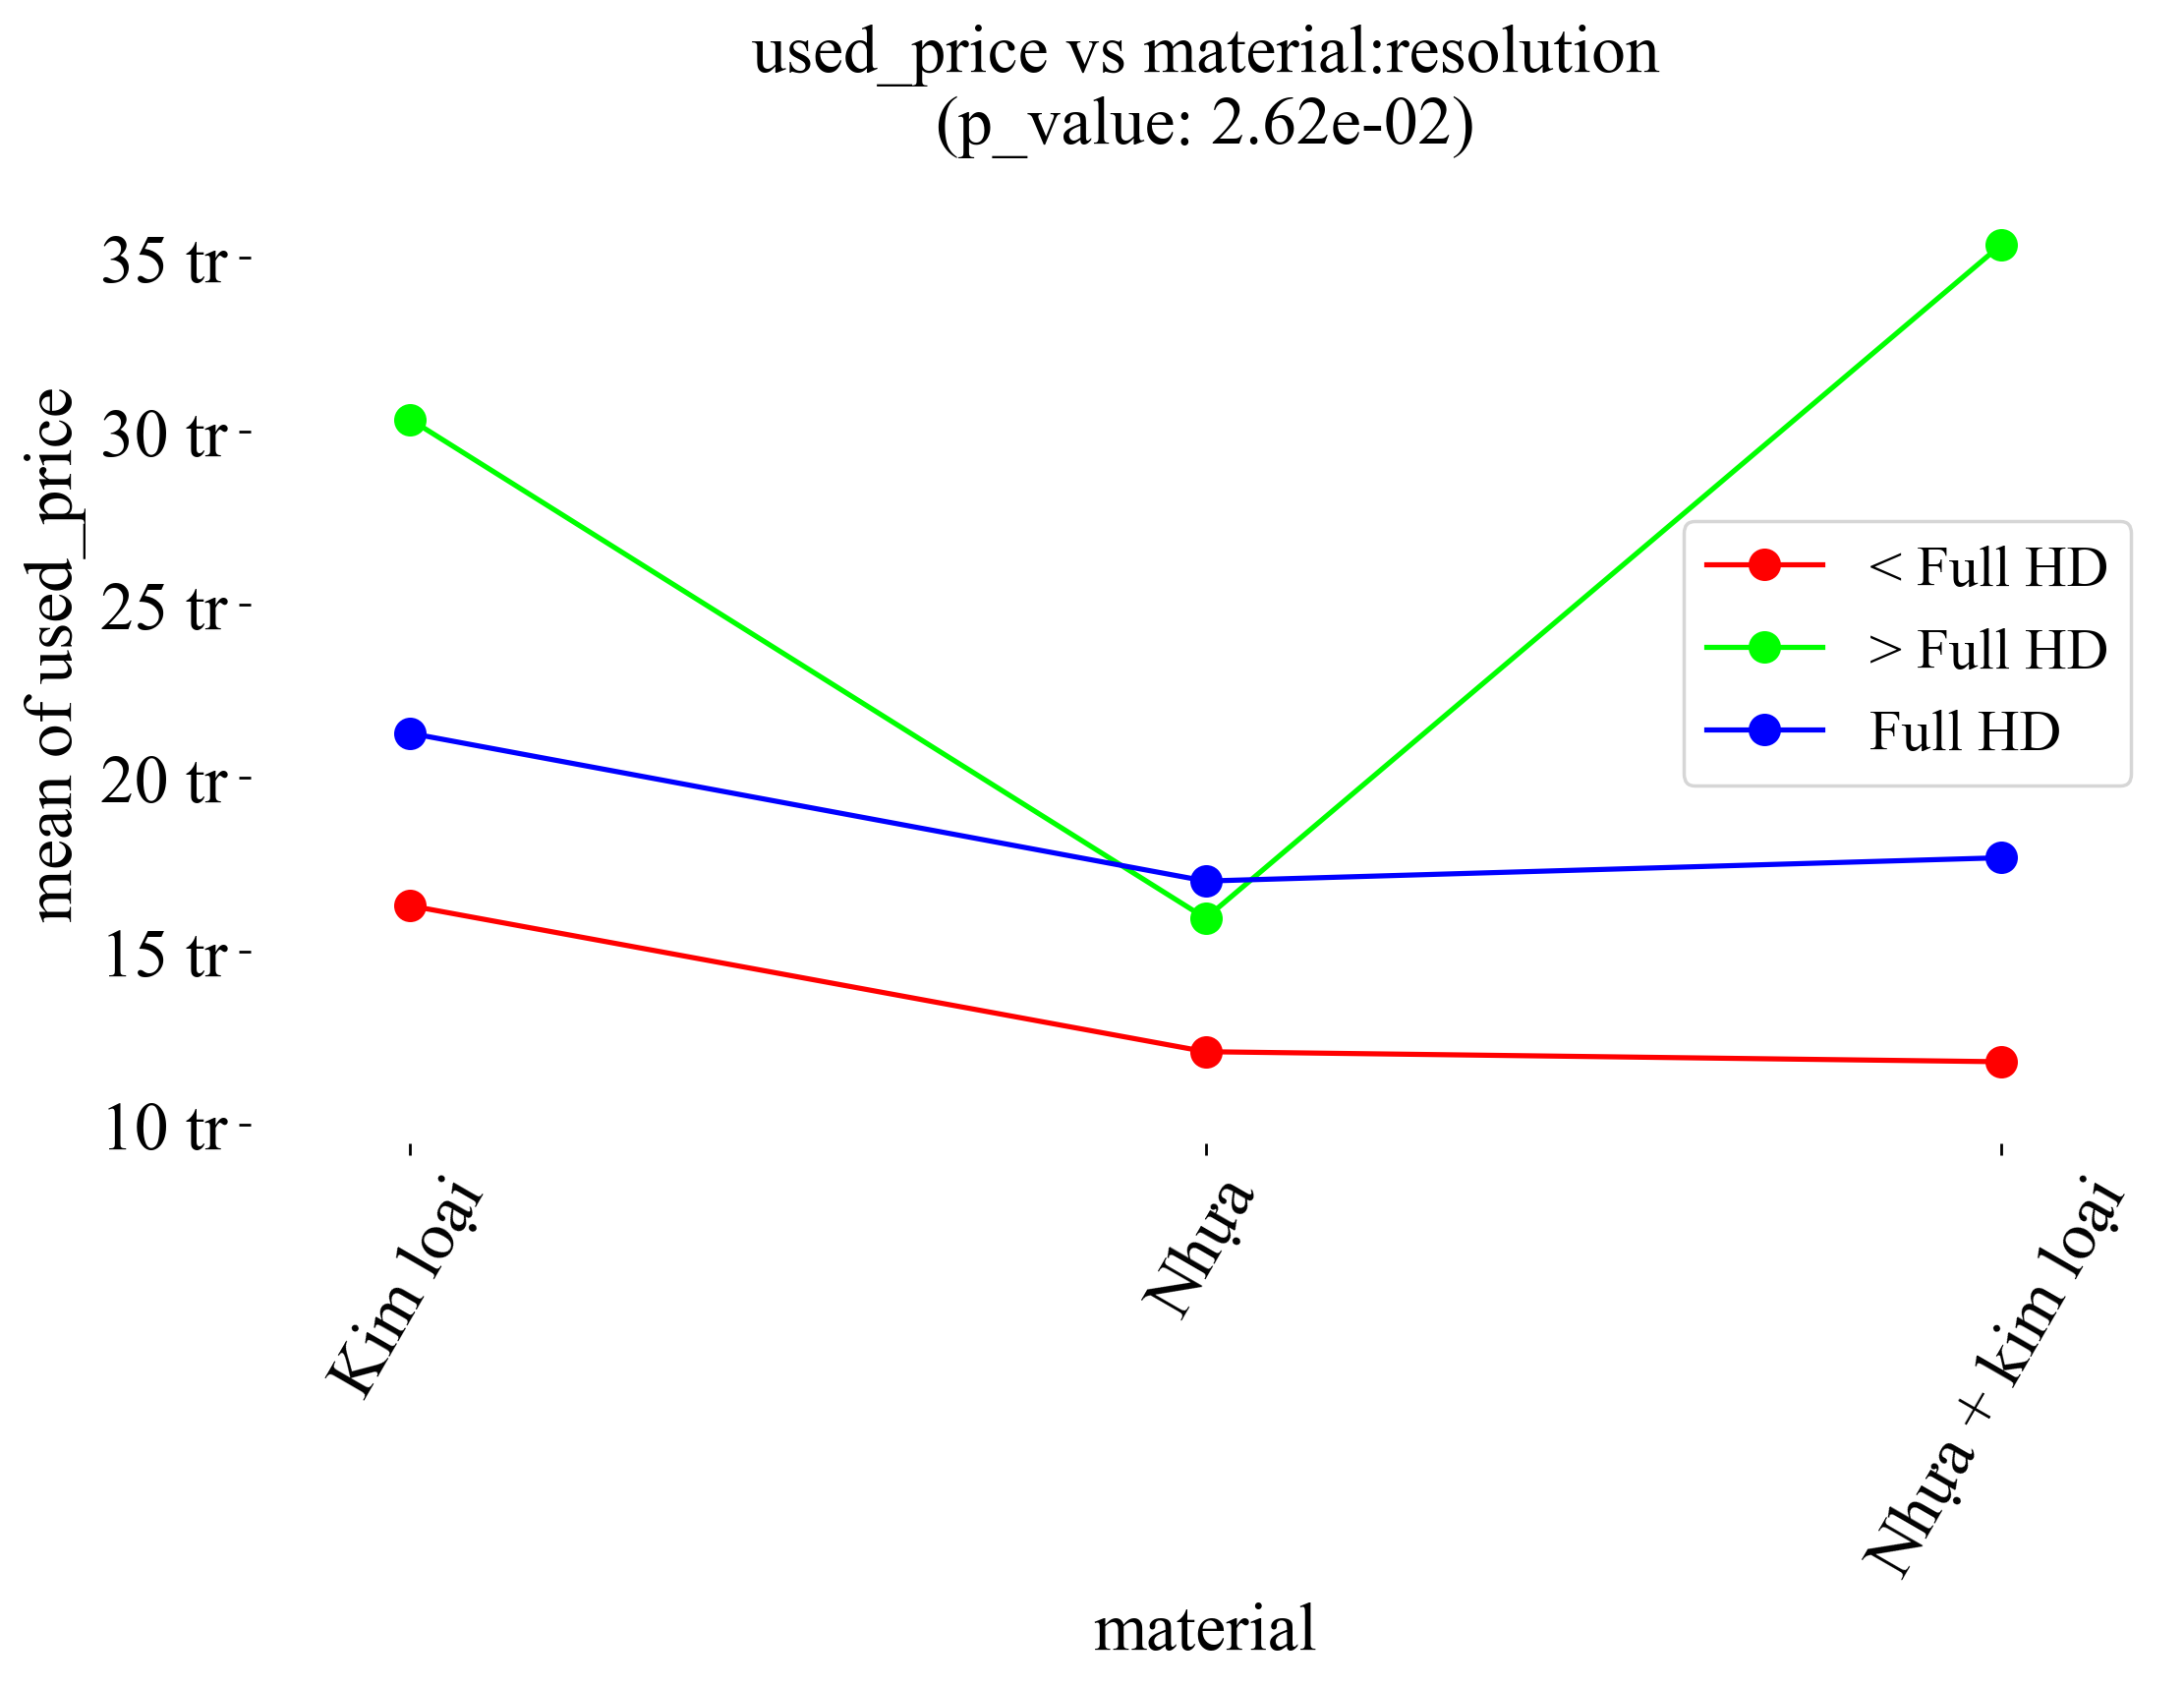 used_price vs material:resolution
(p_value: 2.62e-02)
mean of used_price
35 tr
30 tr
25 tr
20 tr
15 tr
10 tr
< Full HD
> Full HD
Full HD
Kim loại
Nhựa
Nhựa + kim loại
material